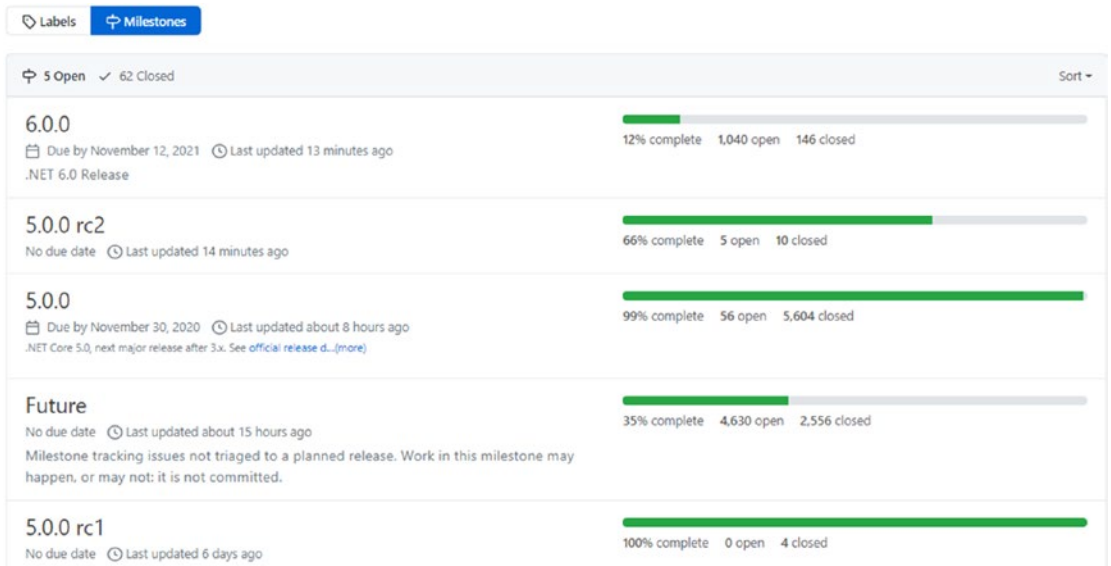 Labels Milestones
5 Open 62 Closed Sort
6.0.0
Due by November 12, 2021 Last updated 13 minutes ago
.NET 6.0 Release
12% complete 1,040 open 146 closed
5.0.0 rc2
No due date Last updated 14 minutes ago
66% complete 5 open 10 closed
5.0.0
Due by November 30, 2020 Last updated about 8 hours ago
.NET Core 5.0, next major release after 3.x. See official release d...(more)
99% complete 56 open 5,604 closed
Future
No due date Last updated about 15 hours ago
Milestone tracking issues not triaged to a planned release. Work in this milestone may
happen, or may not: it is not committed.
35% complete 4,630 open 2,556 closed
5.0.0 rc1
No due date Last updated 6 days ago
100% complete 0 open 4 closed